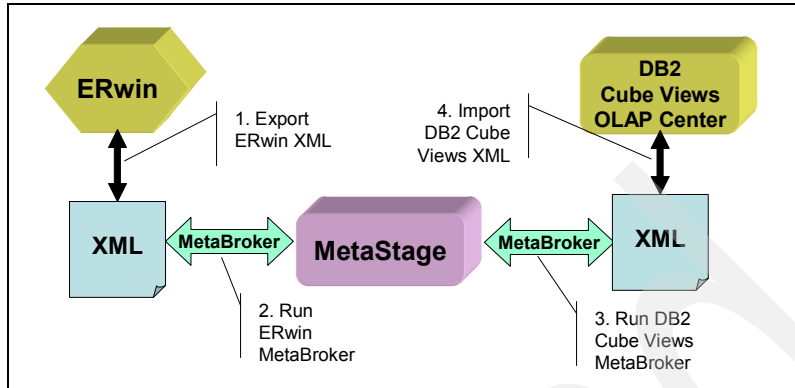 ERwin
1. Export
ERwin XML
4. Import
DB2 Cube
Views XML
DB2
Cube Views
OLAP Center
XML
MetaBroker
MetaStage
MetaBroker
XML
2. Run
ERwin
MetaBroker
3. Run DB2
Cube Views
MetaBroker